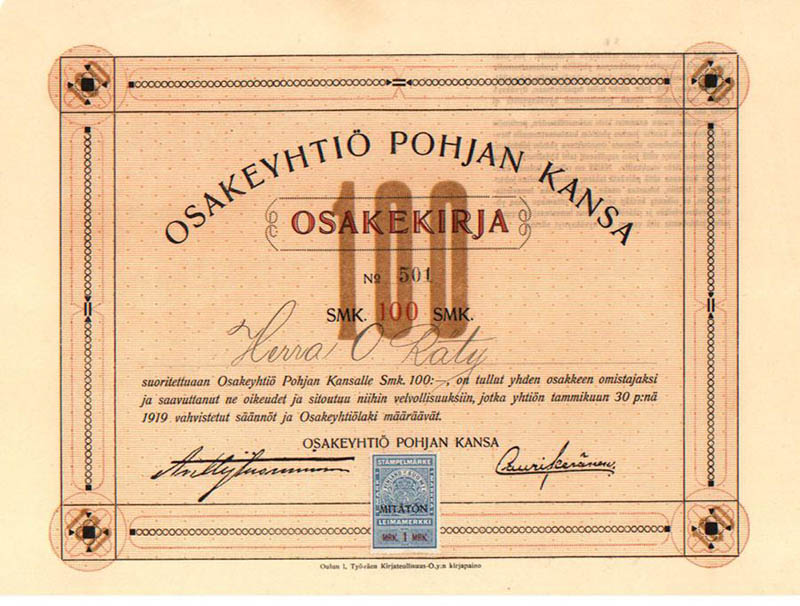 OSAKEYHTIÖ POHJAN KANSA
100
OSAKEKIRJA
No 501
SMK. 100 SMK.
Herra O Räty
suoritettuaan Osakeyhtiö Pohjan Kansalle Smk. 100:–, on tullut yhden osakkeen omistajaksi
ja saavuttanut ne oikeudet ja sitoutuu niihin velvollisuuksiin, jotka yhtiön tammikuun 30 p:nä
1919 vahvistetut säännöt ja Osakeyhtiölaki määräävät.
OSAKEYHTIÖ POHJAN KANSA
STÄMPELMÄRKE
MITÄTÖN
LEIMAMERKKI
MRK. 1 MRK.
Oulun l. Työväen Kirjateollisuus-O.y:n kirjapaino